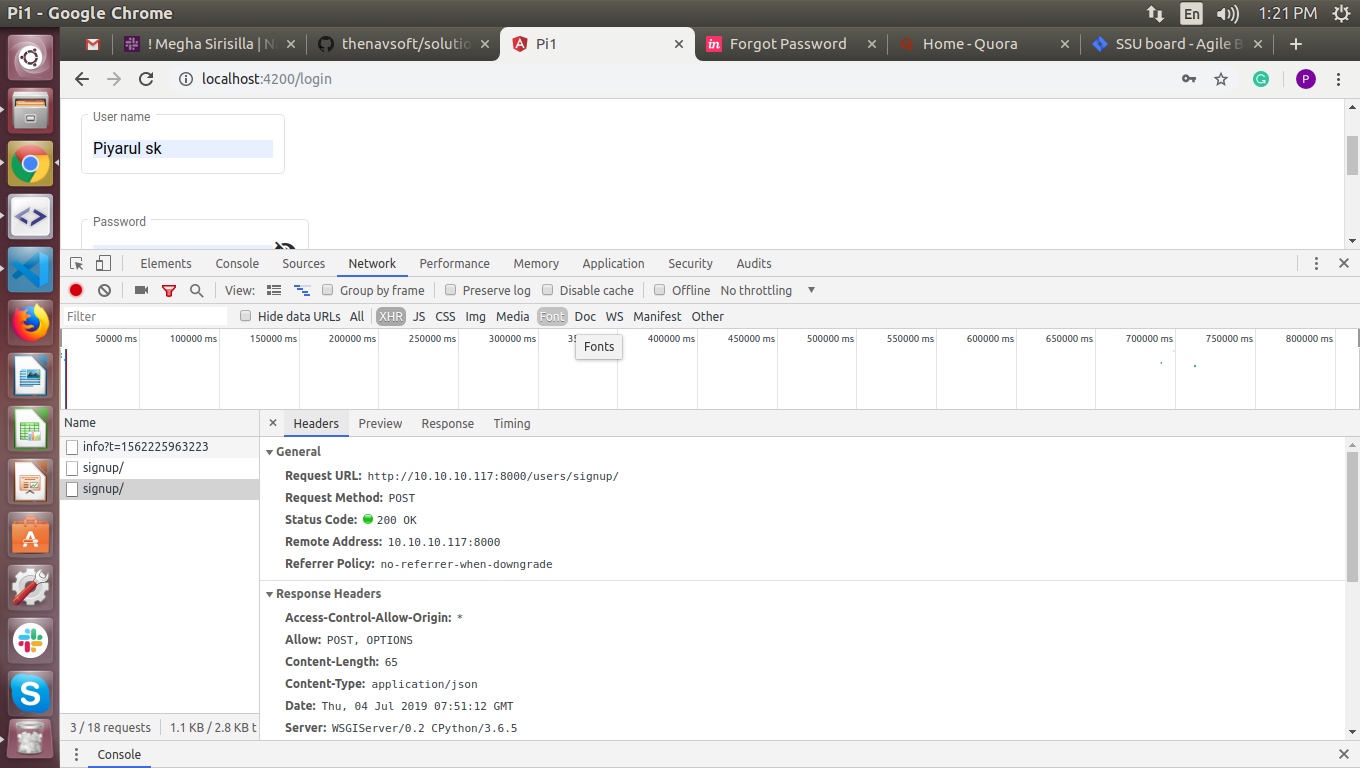 Pi1 - Google Chrome
En
1:21 PM
! Megha Sirisilla | N
thenavsoft/solutio
Pi1
in
Forgot Password
Home - Quora
SSU board - Agile B
localhost:4200/login
G
P
User name
Piyarul sk
Password
Elements Console Sources Network Performance Memory Application Security Audits
View: Group by frame Preserve log Disable cache Offline No throttling
Filter Hide data URLs All XHR JS CSS Img Media Font Doc WS Manifest Other
50000 ms 100000 ms 150000 ms 200000 ms 250000 ms 300000 ms 400000 ms 450000 ms 500000 ms 550000 ms 600000 ms 650000 ms 700000 ms 750000 ms 800000 ms
Fonts
Name
Headers Preview Response Timing
info?t=1562225963223
signup/
signup/
General
Request URL: http://10.10.10.117:8000/users/signup/
Request Method: POST
Status Code: 200 OK
Remote Address: 10.10.10.117:8000
Referrer Policy: no-referrer-when-downgrade
Response Headers
Access-Control-Allow-Origin: *
Allow: POST, OPTIONS
Content-Length: 65
Content-Type: application/json
Date: Thu, 04 Jul 2019 07:51:12 GMT
Server: WSGIServer/0.2 CPython/3.6.5
3 / 18 requests 1.1 KB / 2.8 KB t
Console